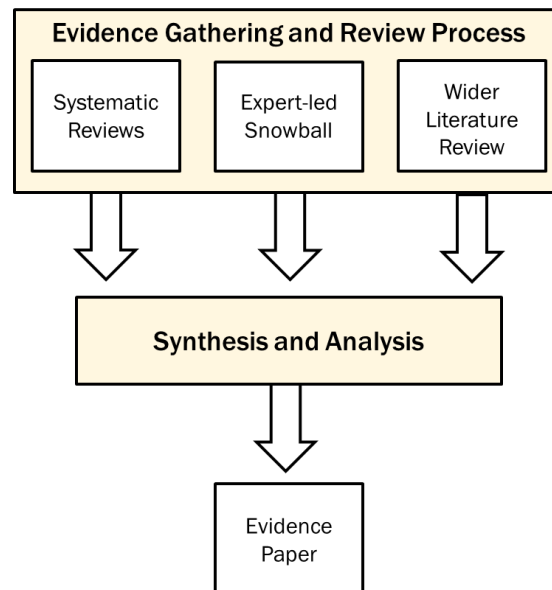 Evidence Gathering and Review Process
Systematic
Reviews
Expert-led
Snowball
Wider
Literature
Review
Synthesis and Analysis
Evidence
Paper